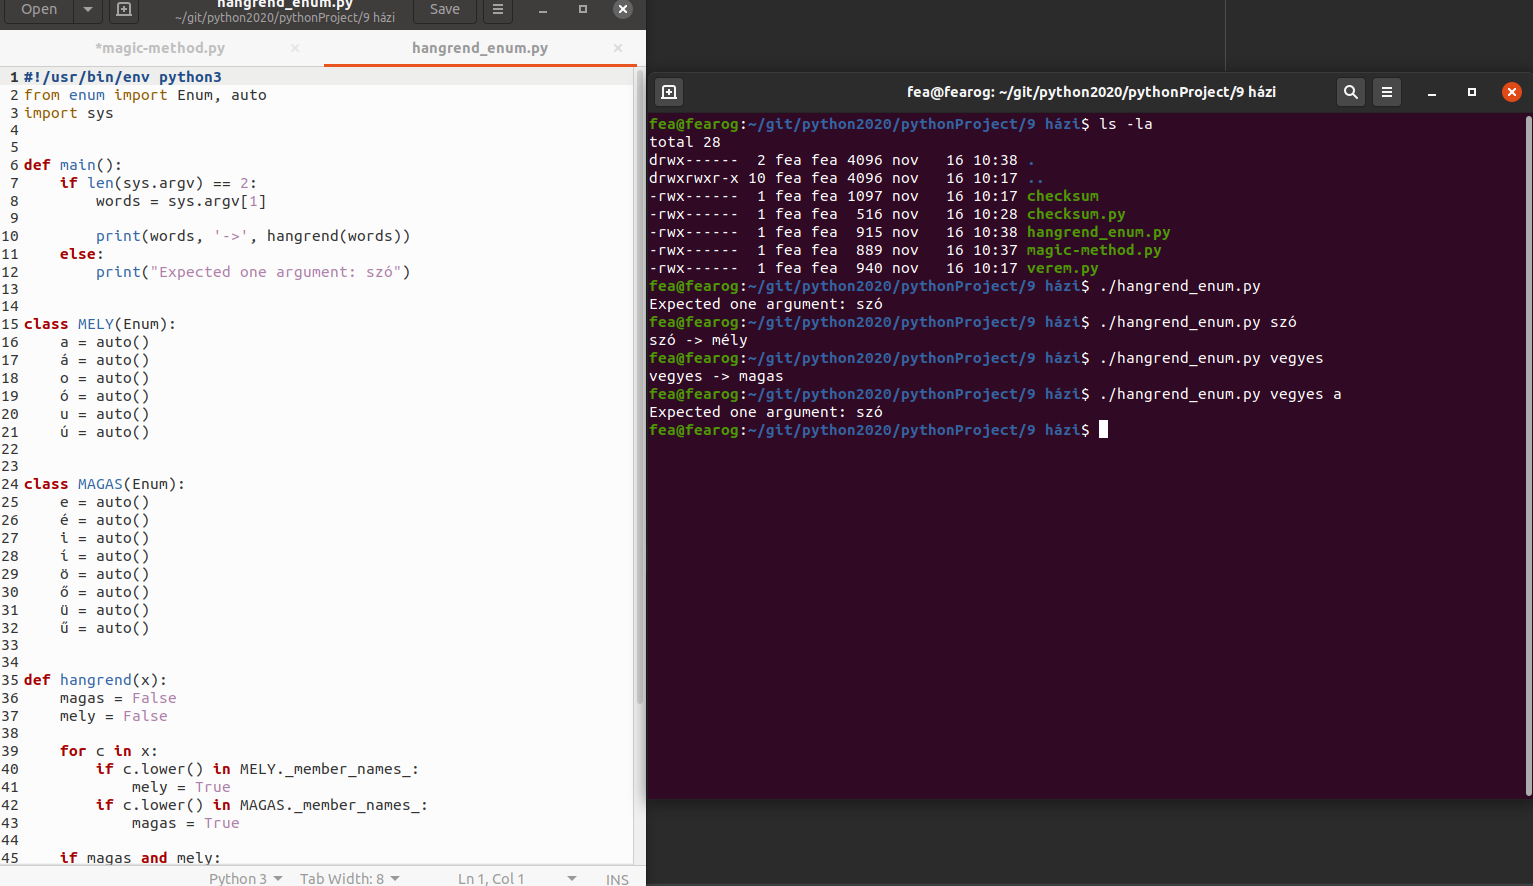 Open
hangrend_enum.py
~/git/python2020/pythonProject/9 házi
Save
*magic-method.py
hangrend_enum.py
1 #!/usr/bin/env python3
2 from enum import Enum, auto
3 import sys
4
5
6 def main():
7     if len(sys.argv) == 2:
8         words = sys.argv[1]
9
10         print(words, '->', hangrend(words))
11     else:
12         print("Expected one argument: szó")
13
14
15 class MELY(Enum):
16     a = auto()
17     á = auto()
18     o = auto()
19     ó = auto()
20     u = auto()
21     ú = auto()
22
23
24 class MAGAS(Enum):
25     e = auto()
26     é = auto()
27     i = auto()
28     í = auto()
29     ö = auto()
30     ő = auto()
31     ü = auto()
32     ű = auto()
33
34
35 def hangrend(x):
36     magas = False
37     mely = False
38
39     for c in x:
40         if c.lower() in MELY._member_names_:
41             mely = True
42         if c.lower() in MAGAS._member_names_:
43             magas = True
44
45     if magas and mely:
Python 3 Tab Width: 8 Ln 1, Col 1 INS
fea@fearog: ~/git/python2020/pythonProject/9 házi
fea@fearog:~/git/python2020/pythonProject/9 házi$ ls -la
total 28
drwx------  2 fea fea 4096 nov   16 10:38 .
drwxrwxr-x 10 fea fea 4096 nov   16 10:17 ..
-rwx------  1 fea fea 1097 nov   16 10:17 checksum
-rwx------  1 fea fea  516 nov   16 10:28 checksum.py
-rwx------  1 fea fea  915 nov   16 10:38 hangrend_enum.py
-rwx------  1 fea fea  889 nov   16 10:37 magic-method.py
-rwx------  1 fea fea  940 nov   16 10:17 verem.py
fea@fearog:~/git/python2020/pythonProject/9 házi$ ./hangrend_enum.py
Expected one argument: szó
fea@fearog:~/git/python2020/pythonProject/9 házi$ ./hangrend_enum.py szó
szó -> mély
fea@fearog:~/git/python2020/pythonProject/9 házi$ ./hangrend_enum.py vegyes
vegyes -> magas
fea@fearog:~/git/python2020/pythonProject/9 házi$ ./hangrend_enum.py vegyes a
Expected one argument: szó
fea@fearog:~/git/python2020/pythonProject/9 házi$